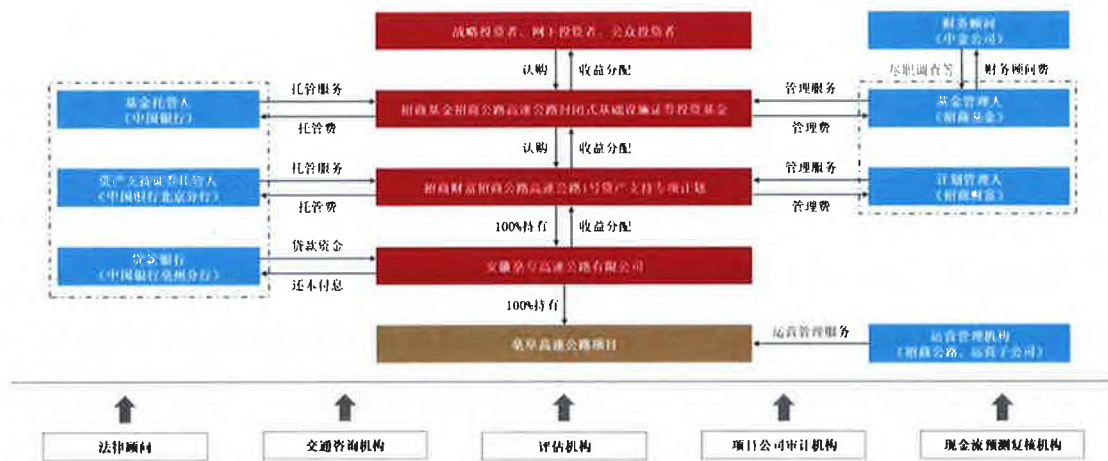 战略投资者、网下投资者、公众投资者
财务顾问
(中金公司)
认购
收益分配
尽职调查等
财务顾问费
基金托管人
(中国银行)
托管服务
托管费
招商基金招商公路高速公路封闭式基础设施证券投资基金
管理服务
管理费
基金管理人
(招商基金)
认购
收益分配
资产支持证券托管人
(中国银行北京分行)
托管服务
托管费
招商财富招商公路高速公路1号资产支持专项计划
管理服务
管理费
计划管理人
(招商财富)
100%持有
收益分配
贷款银行
(中国银行亳州分行)
贷款资金
还本付息
安徽亳阜高速公路有限公司
100%持有
亳阜高速公路项目
运营管理服务
运营管理机构
(招商公路、运营子公司)
法律顾问
交通咨询机构
评估机构
项目公司审计机构
现金流预测复核机构